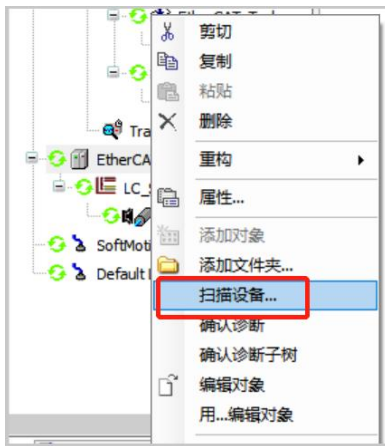 EtherCAT_Task
剪切
复制
粘贴
Tra
删除
EtherCA
重构
LC_S
属性...
添加对象
SoftMoti
添加文件夹...
Default I
扫描设备...
确认诊断
确认诊断子树
编辑对象
用...编辑对象